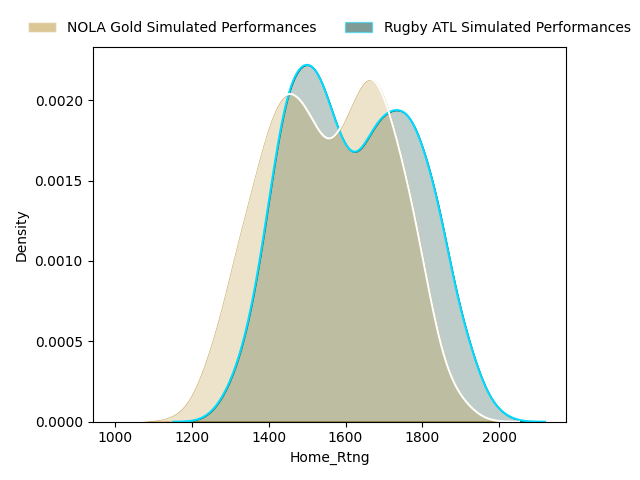 NOLA Gold Simulated Performances
Rugby ATL Simulated Performances
0.0020
0.0015
0.0010
0.0005
0.0000
Density
1000 1200 1400 1600 1800 2000
Home_Rtng